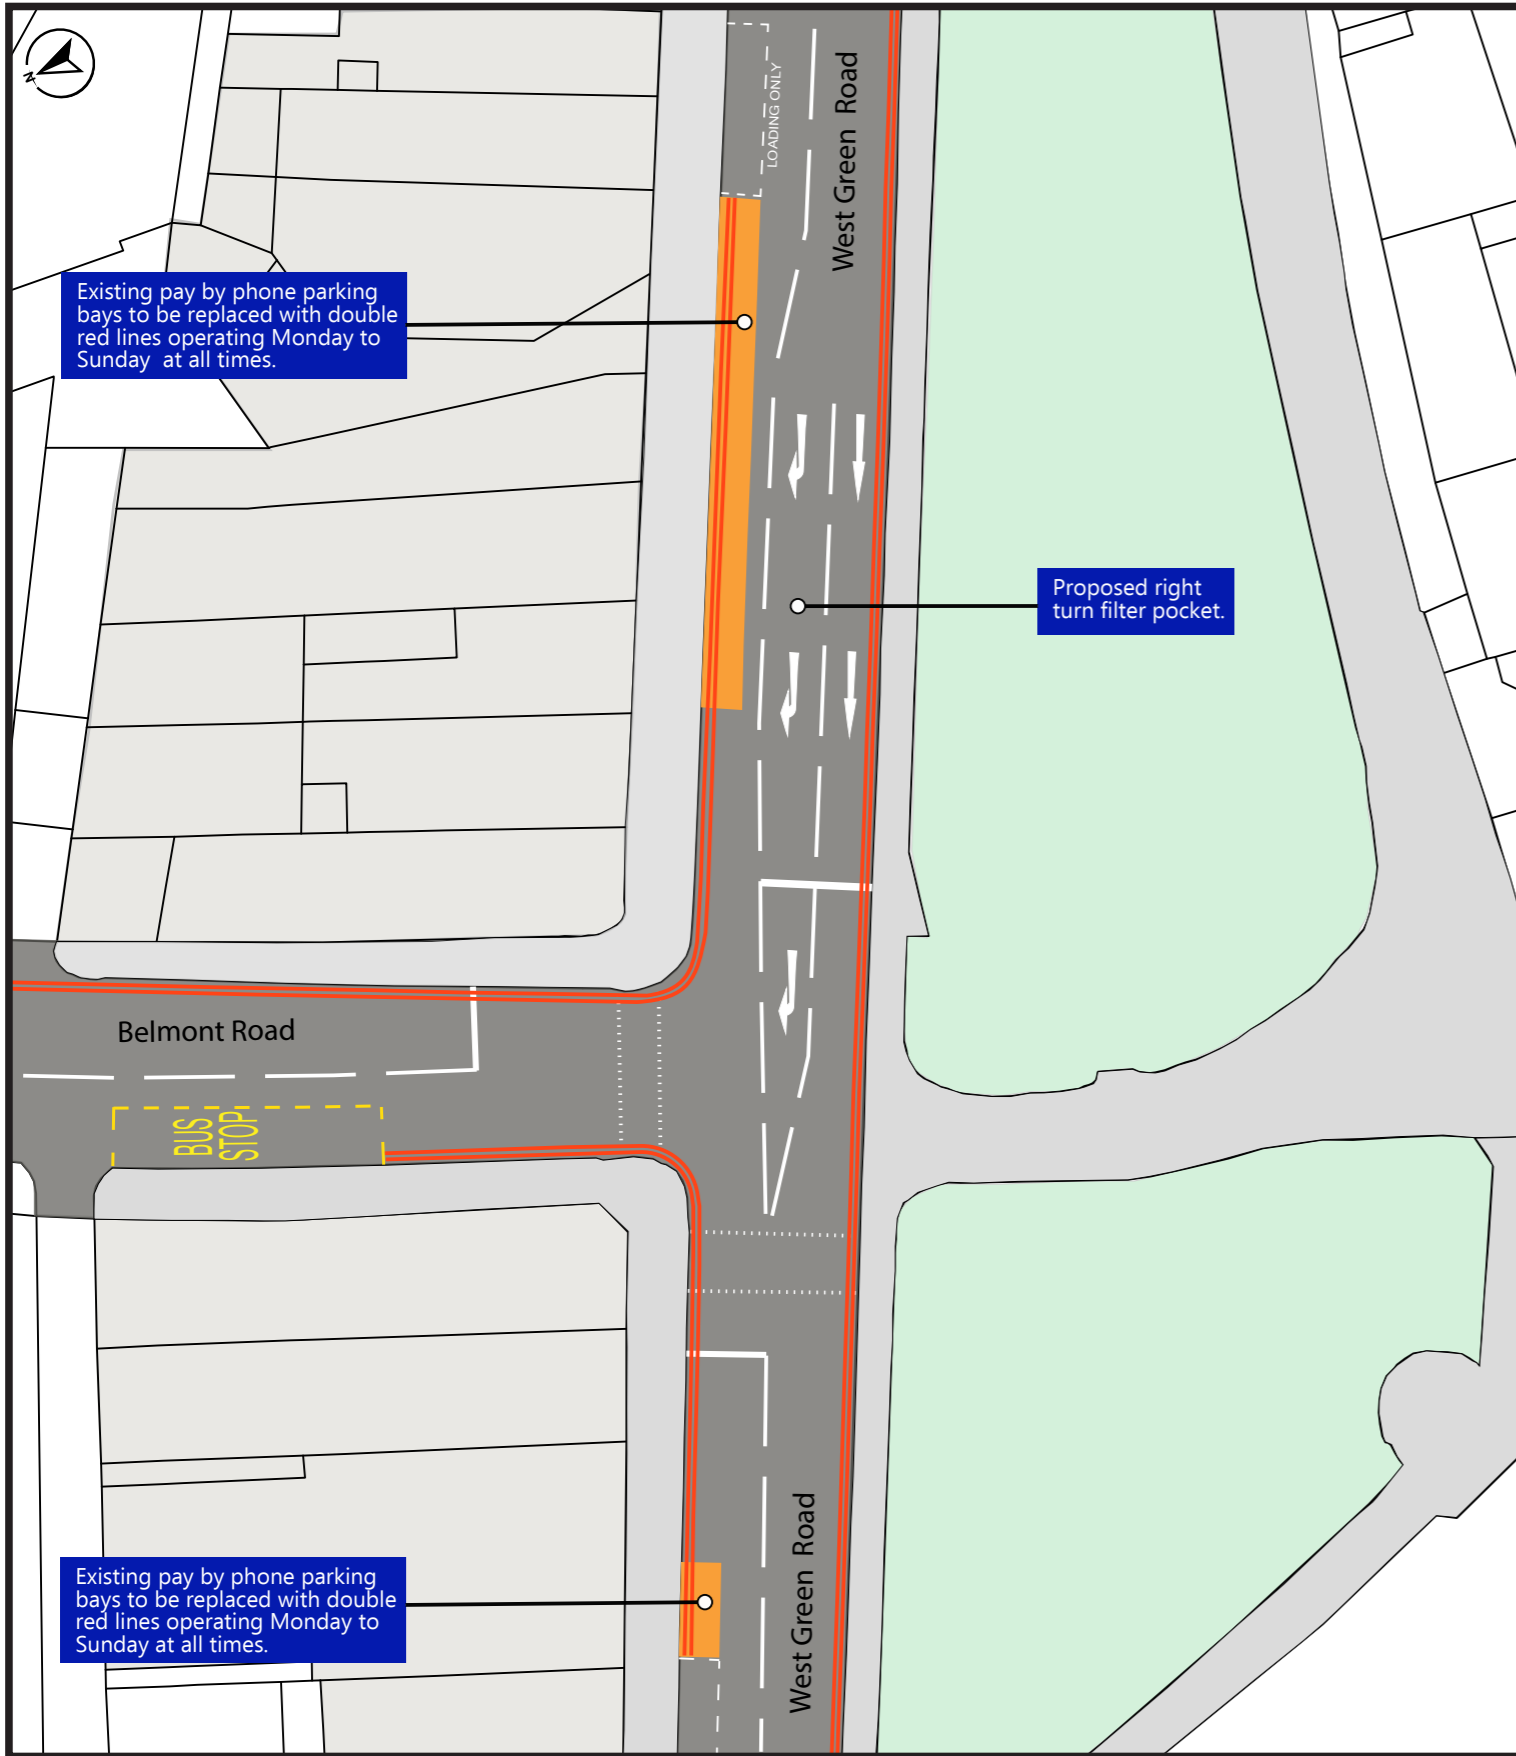 N
LOADING ONLY
West Green Road
Existing pay by phone parking
bays to be replaced with double
red lines operating Monday to
Sunday at all times.
Proposed right
turn filter pocket.
Belmont Road
BUS
STOP
Existing pay by phone parking
bays to be replaced with double
red lines operating Monday to
Sunday at all times.
West Green Road